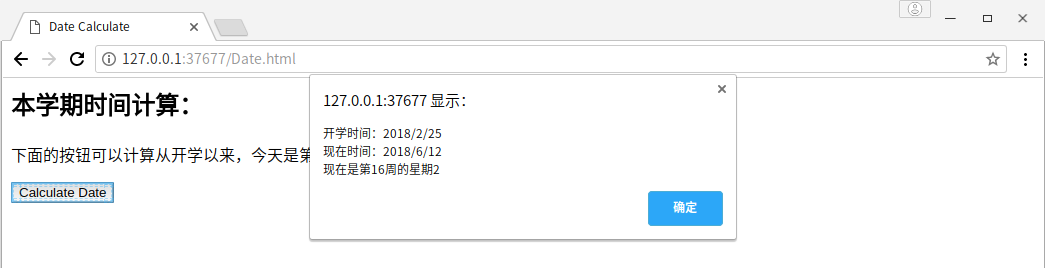 Date Calculate
127.0.0.1:37677/Date.html
本学期时间计算：
下面的按钮可以计算从开学以来，今天是第
Calculate Date
127.0.0.1:37677 显示：
开学时间：2018/2/25
现在时间：2018/6/12
现在是第16周的星期2
确定